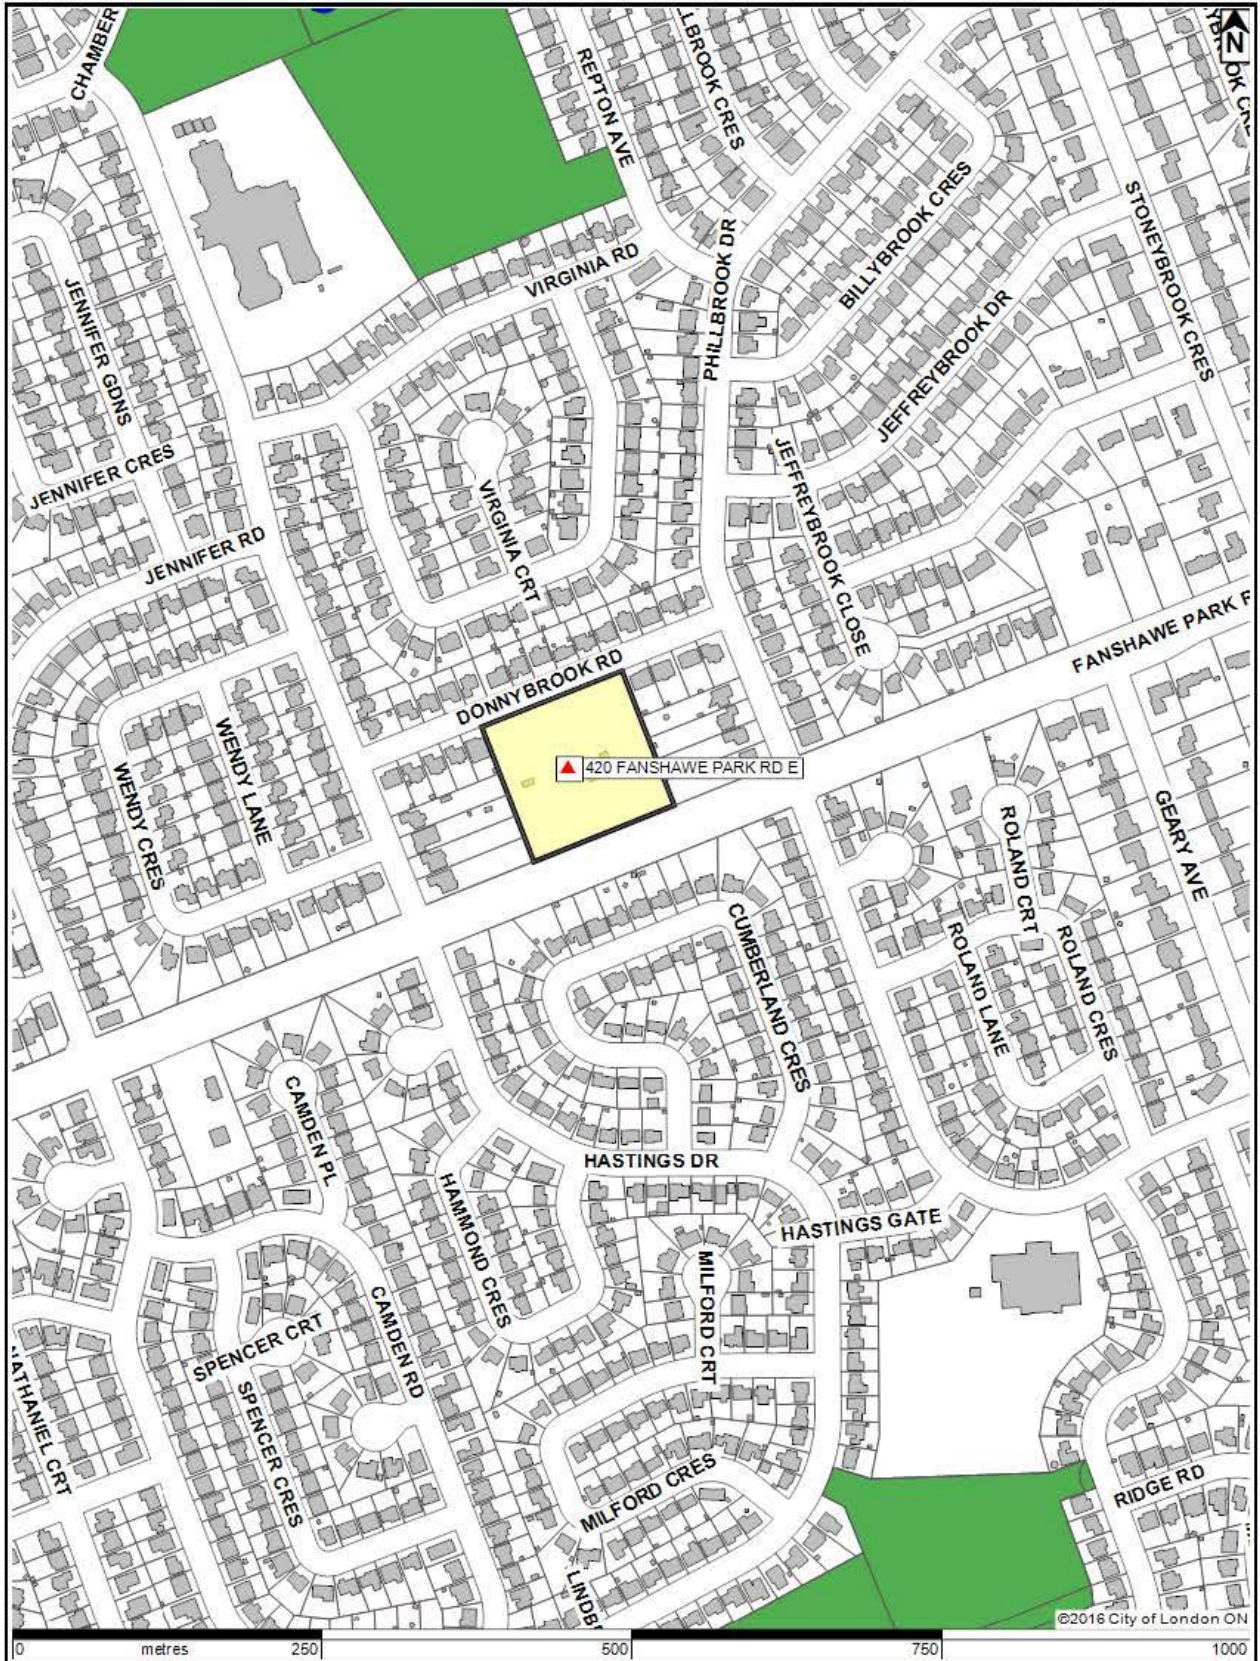 CHAMBER
REPTON AVE
LLBROOK CRES
N
STONEYBROOK CRES
BILLYBROOK CRES
PHILLBROOK DR
VIRGINIA RD
JENNIFER GDNS
JEFFREYBROOK DR
JENNIFER CRES
JEFFREYBROOK CLOSE
VIRGINIA CRT
JENNIFER RD
FANSHAWE PARK R
DONNYBROOK RD
WENDY LANE
WENDY CRES
420 FANSHAWE PARK RD E
GEARY AVE
ROLAND CRT
CUMBERLAND CRES
ROLAND LANE
ROLAND CRES
CAMDEN PL
HASTINGS DR
HAMMOND CRES
HASTINGS GATE
MILFORD CRT
CAMDEN RD
SPENCER CRT
NATHANIEL CRT
SPENCER CRES
MILFORD CRES
RIDGE RD
LINDB
©2016 City of London ON
0 metres 250 500 750 1000